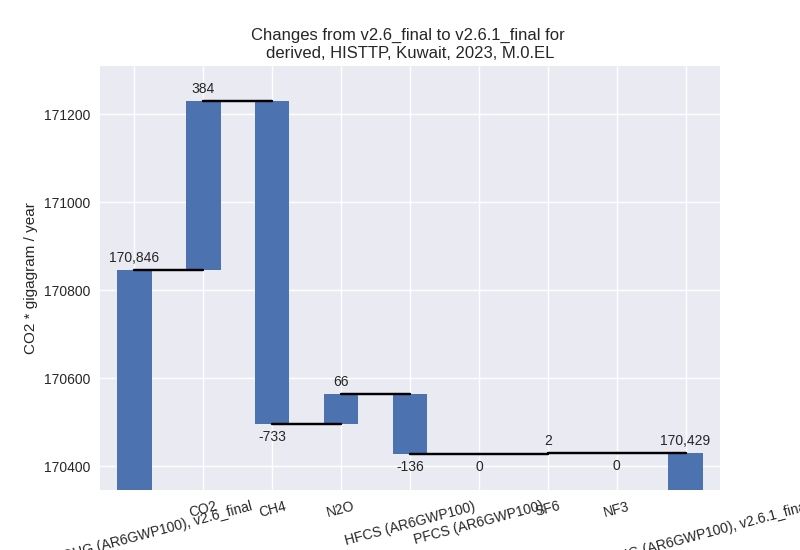 Changes from v2.6_final to v2.6.1_final for
derived, HISTTP, Kuwait, 2023, M.0.EL
384
171200
171000
170,846
170800
CO2 * gigagram / year
170600
66
-733
2
170,429
170400
-136
0
0
(AR6GWP100), v2.6_final
CO2
CH4
N2O
HFCS (AR6GWP100)
PFCS (AR6GWP100)
SF6
NF3
(AR6GWP100), v2.6.1_fina